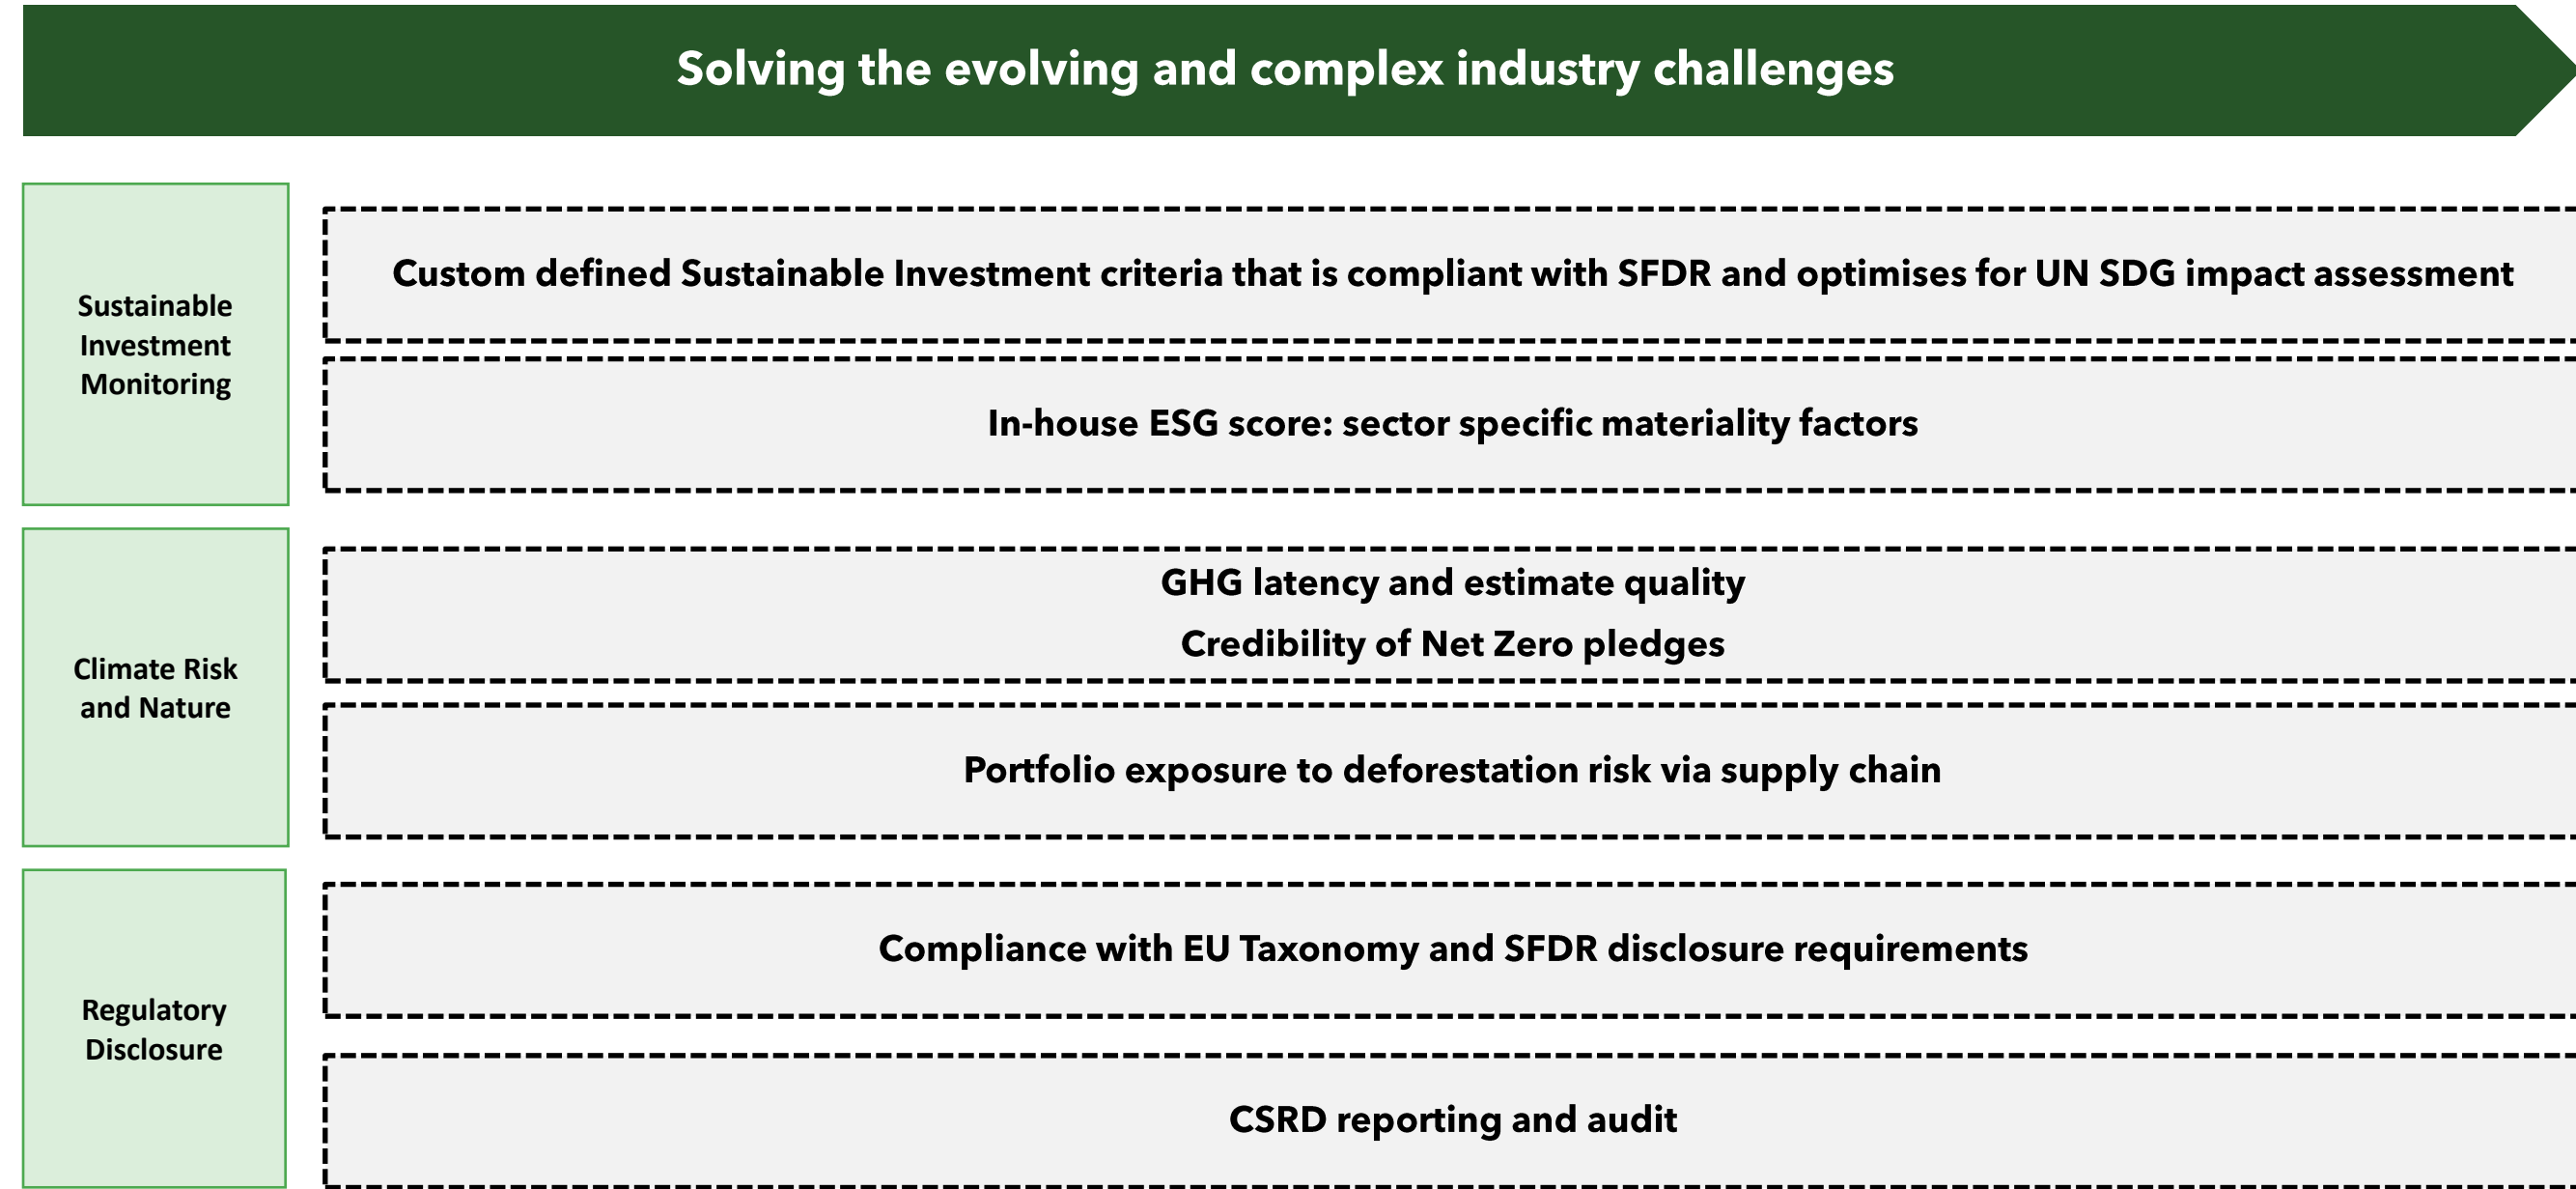 Solving the evolving and complex industry challenges
Sustainable
Investment
Monitoring
Custom defined Sustainable Investment criteria that is compliant with SFDR and optimises for UN SDG impact assessment
In-house ESG score: sector specific materiality factors
Climate Risk
and Nature
GHG latency and estimate quality
Credibility of Net Zero pledges
Portfolio exposure to deforestation risk via supply chain
Regulatory
Disclosure
Compliance with EU Taxonomy and SFDR disclosure requirements
CSRD reporting and audit